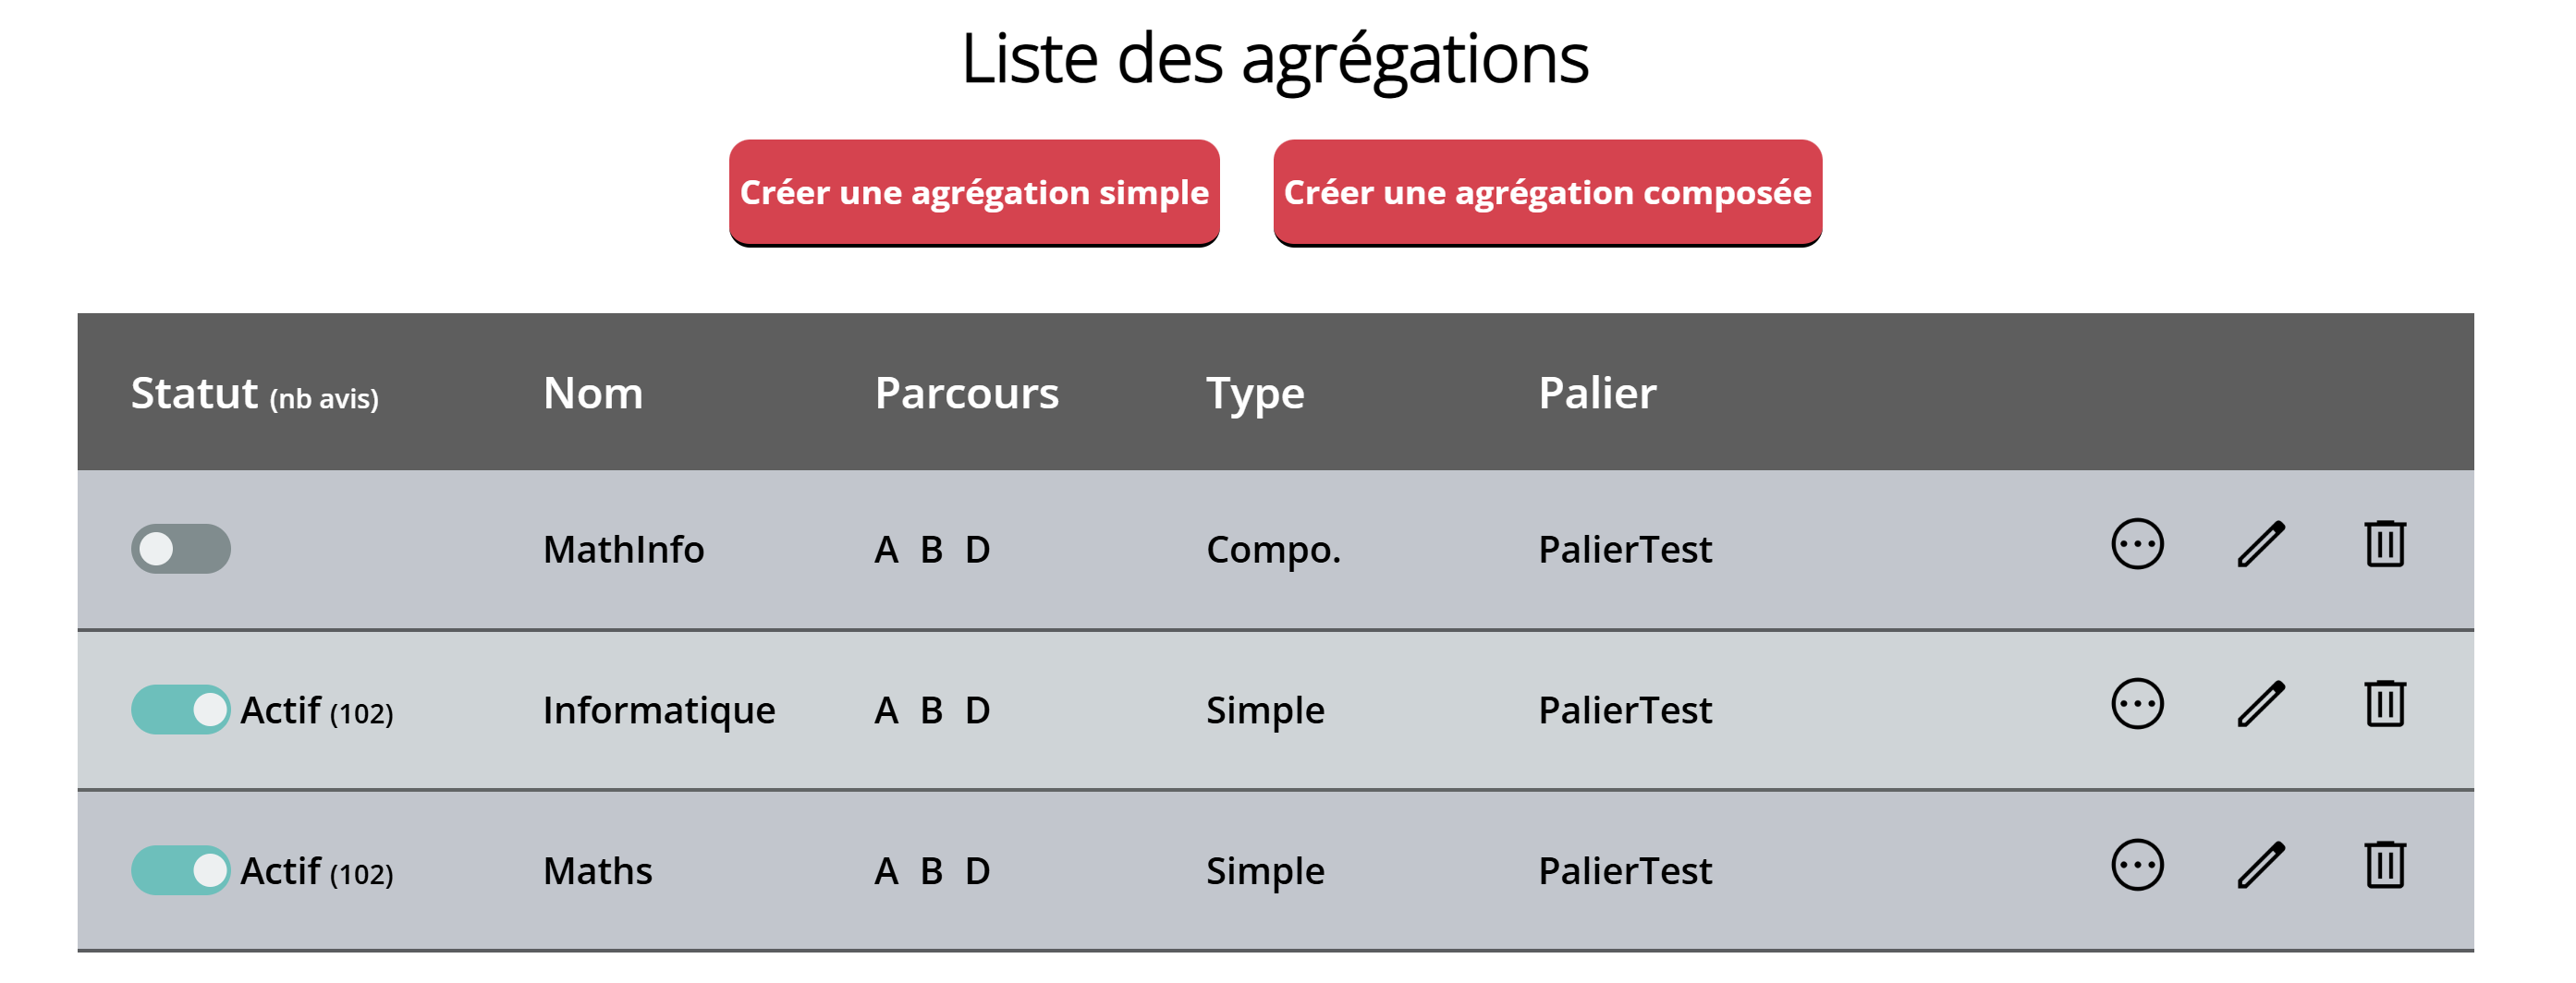 Liste des agrégations
Créer une agrégation simple Créer une agrégation composée
Statut (nb avis) Nom Parcours Type Palier
MathInfo A B D Compo. PalierTest
Actif (102) Informatique A B D Simple PalierTest
Actif (102) Maths A B D Simple PalierTest